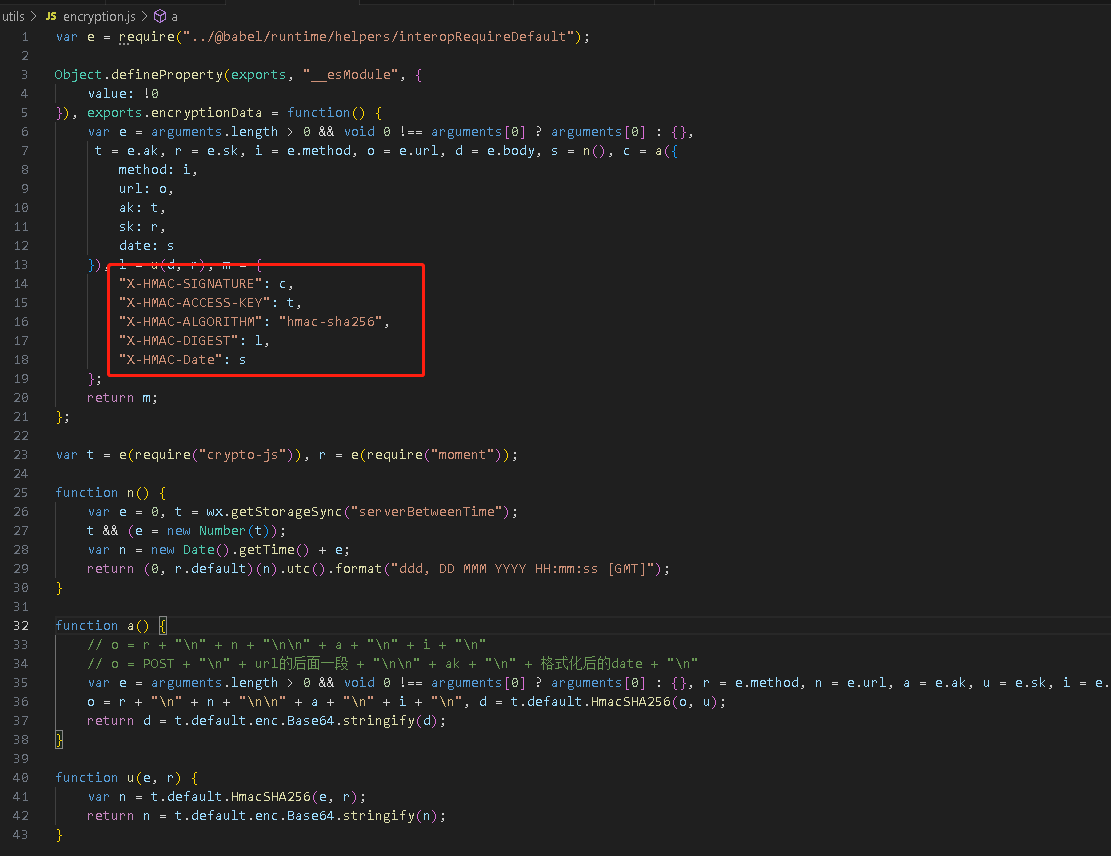 utils > JS encryption.js > a
1 var e = require("../@babel/runtime/helpers/interopRequireDefault");
2
3 Object.defineProperty(exports, "__esModule", {
4 value: !0
5 }), exports.encryptionData = function() {
6 var e = arguments.length > 0 && void 0 !== arguments[0] ? arguments[0] : {},
7 t = e.ak, r = e.sk, i = e.method, o = e.url, d = e.body, s = n(), c = a({
8 method: i,
9 url: o,
10 ak: t,
11 sk: r,
12 date: s
13 }), l = u(d, r), m = {
14 "X-HMAC-SIGNATURE": c,
15 "X-HMAC-ACCESS-KEY": t,
16 "X-HMAC-ALGORITHM": "hmac-sha256",
17 "X-HMAC-DIGEST": l,
18 "X-HMAC-Date": s
19 };
20 return m;
21 };
22
23 var t = e(require("crypto-js")), r = e(require("moment"));
24
25 function n() {
26 var e = 0, t = wx.getStorageSync("serverBetweenTime");
27 t && (e = new Number(t));
28 var n = new Date().getTime() + e;
29 return (0, r.default)(n).utc().format("ddd, DD MMM YYYY HH:mm:ss [GMT]");
30 }
31
32 function a() {
33 // o = r + "\n" + n + "\n\n" + a + "\n" + i + "\n"
34 // o = POST + "\n" + url的后面一段 + "\n\n" + ak + "\n" + 格式化后的date + "\n"
35 var e = arguments.length > 0 && void 0 !== arguments[0] ? arguments[0] : {}, r = e.method, n = e.url, a = e.ak, u = e.sk, i = e.
36 o = r + "\n" + n + "\n\n" + a + "\n" + i + "\n", d = t.default.HmacSHA256(o, u);
37 return d = t.default.enc.Base64.stringify(d);
38 }
39
40 function u(e, r) {
41 var n = t.default.HmacSHA256(e, r);
42 return n = t.default.enc.Base64.stringify(n);
43 }